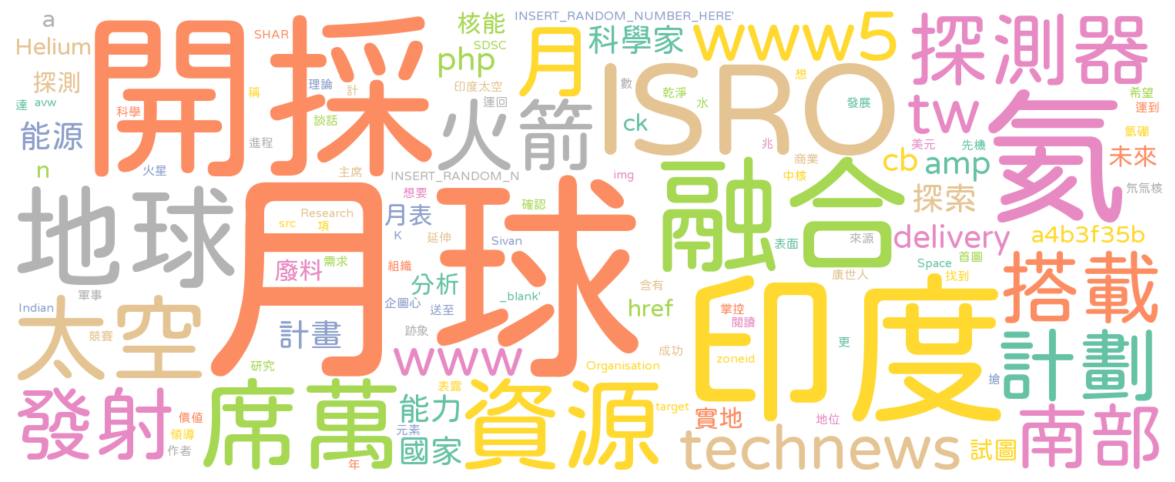 a
核能
INSERT_RANDOM_NUMBER_HERE'
Helium
開採
SHAR
SDSC
php
月
科學家
www5
探測器
探測
理論
稱
計
印度太空
運回
想
ISRO
數
乾淨
水
發展
tw
氦
希望
運到
達
avw
科學
談話
火箭
ck
兆
美元
先機
能源
進程
商業
氦礦
未來
n
火星
主席
INSERT_RANDOM_N
img
融合
中核
cb
amp
氘氚核
地球
月球
想要
確認
探索
Research
src
項
月表
K
延伸
Sivan
表面
來源
delivery
a4b3f35b
廢料
需求
組織
分析
康世人
Space
首圖
找到
搭載
軍事
Indian
企圖心
送至
_blank'
含有
href
印度
掌控
閱讀
太空
競賽
計畫
跡象
成功
zoneid
更
計劃
www
研究
Organisation
搶
發射
席萬
表露
資源
target
地位
價值
領導
作者
能力
元素
實地
南部
年
國家
technews
試圖